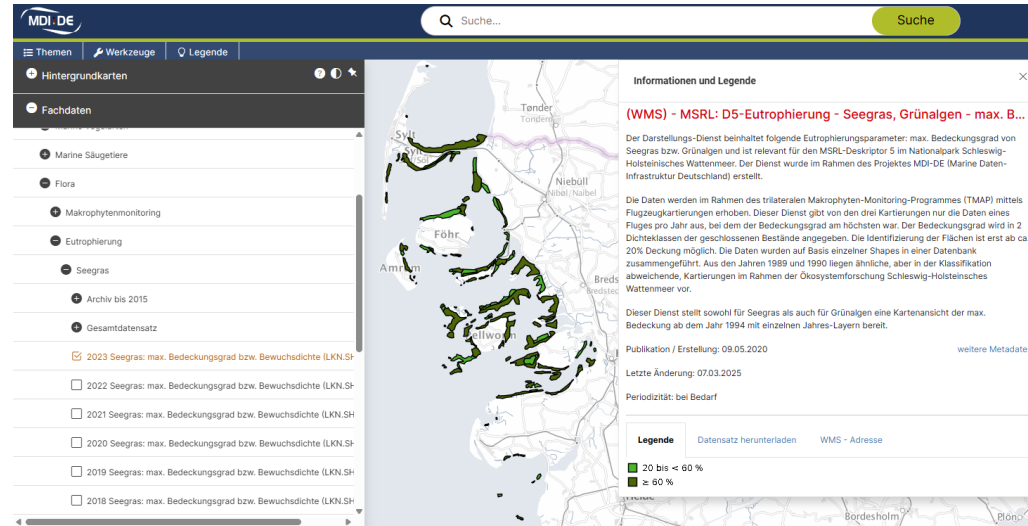 MDI-DE
Suche...
Suche
Themen
Werkzeuge
Legende
Hintergrundkarten
Fachdaten
Marine Säugetiere
Flora
Makrophytenmonitoring
Eutrophierung
Seegras
Archiv bis 2015
Gesamtdatensatz
2023 Seegras: max. Bedeckungsgrad bzw. Bewuchsdichte (LKN.SH
2022 Seegras: max. Bedeckungsgrad bzw. Bewuchsdichte (LKN.SH
2021 Seegras: max. Bedeckungsgrad bzw. Bewuchsdichte (LKN.SH
2020 Seegras: max. Bedeckungsgrad bzw. Bewuchsdichte (LKN.SH
2019 Seegras: max. Bedeckungsgrad bzw. Bewuchsdichte (LKN.SH
2018 Seegras: max. Bedeckungsgrad bzw. Bewuchsdichte (LKN.SH
Tønder
Tondern
Sylt
Niebüll
Föhr
Amrum
Breds
Bredsted
Pellworm
Bordesholm
Plön
Informationen und Legende
(WMS) - MSRL: D5-Eutrophierung - Seegras, Grünalgen - max. B...
Der Darstellungs-Dienst beinhaltet folgende Eutrophierungsparameter: max. Bedeckungsgrad von
Seegras bzw. Grünalgen und ist relevant für den MSRL-Deskriptor 5 im Nationalpark Schleswig-
Holsteinisches Wattenmeer. Der Dienst wurde im Rahmen des Projektes MDI-DE (Marine Daten-
Infrastruktur Deutschland) erstellt.
Die Daten werden im Rahmen des trilateralen Makrophyten-Monitoring-Programmes (TMAP) mittels
Flugzeugkartierungen erhoben. Dieser Dienst gibt von den drei Kartierungen nur die Daten eines
Fluges pro Jahr aus, bei dem der Bedeckungsgrad am höchsten war. Der Bedeckungsgrad wird in 2
Dichteklassen der geschlossenen Bestände angegeben. Die Identifizierung der Flächen ist erst ab ca.
20% Deckung möglich. Die Daten wurden auf Basis einzelner Shapes in einer Datenbank
zusammengeführt. Aus den Jahren 1989 und 1990 liegen ähnliche, aber in der Klassifikation
abweichende, Kartierungen im Rahmen der Ökosystemforschung Schleswig-Holsteinsches
Wattenmeer vor.
Dieser Dienst stellt sowohl für Seegras als auch für Grünalgen eine Kartenansicht der max.
Bedeckung ab dem Jahr 1994 mit einzelnen Jahres-Layern bereit.
Publikation / Erstellung: 09.05.2020
weitere Metadate
Letzte Änderung: 07.03.2025
Periodizität: bei Bedarf
Legende
Datensatz herunterladen
WMS - Adresse
20 bis < 60 %
≥ 60 %